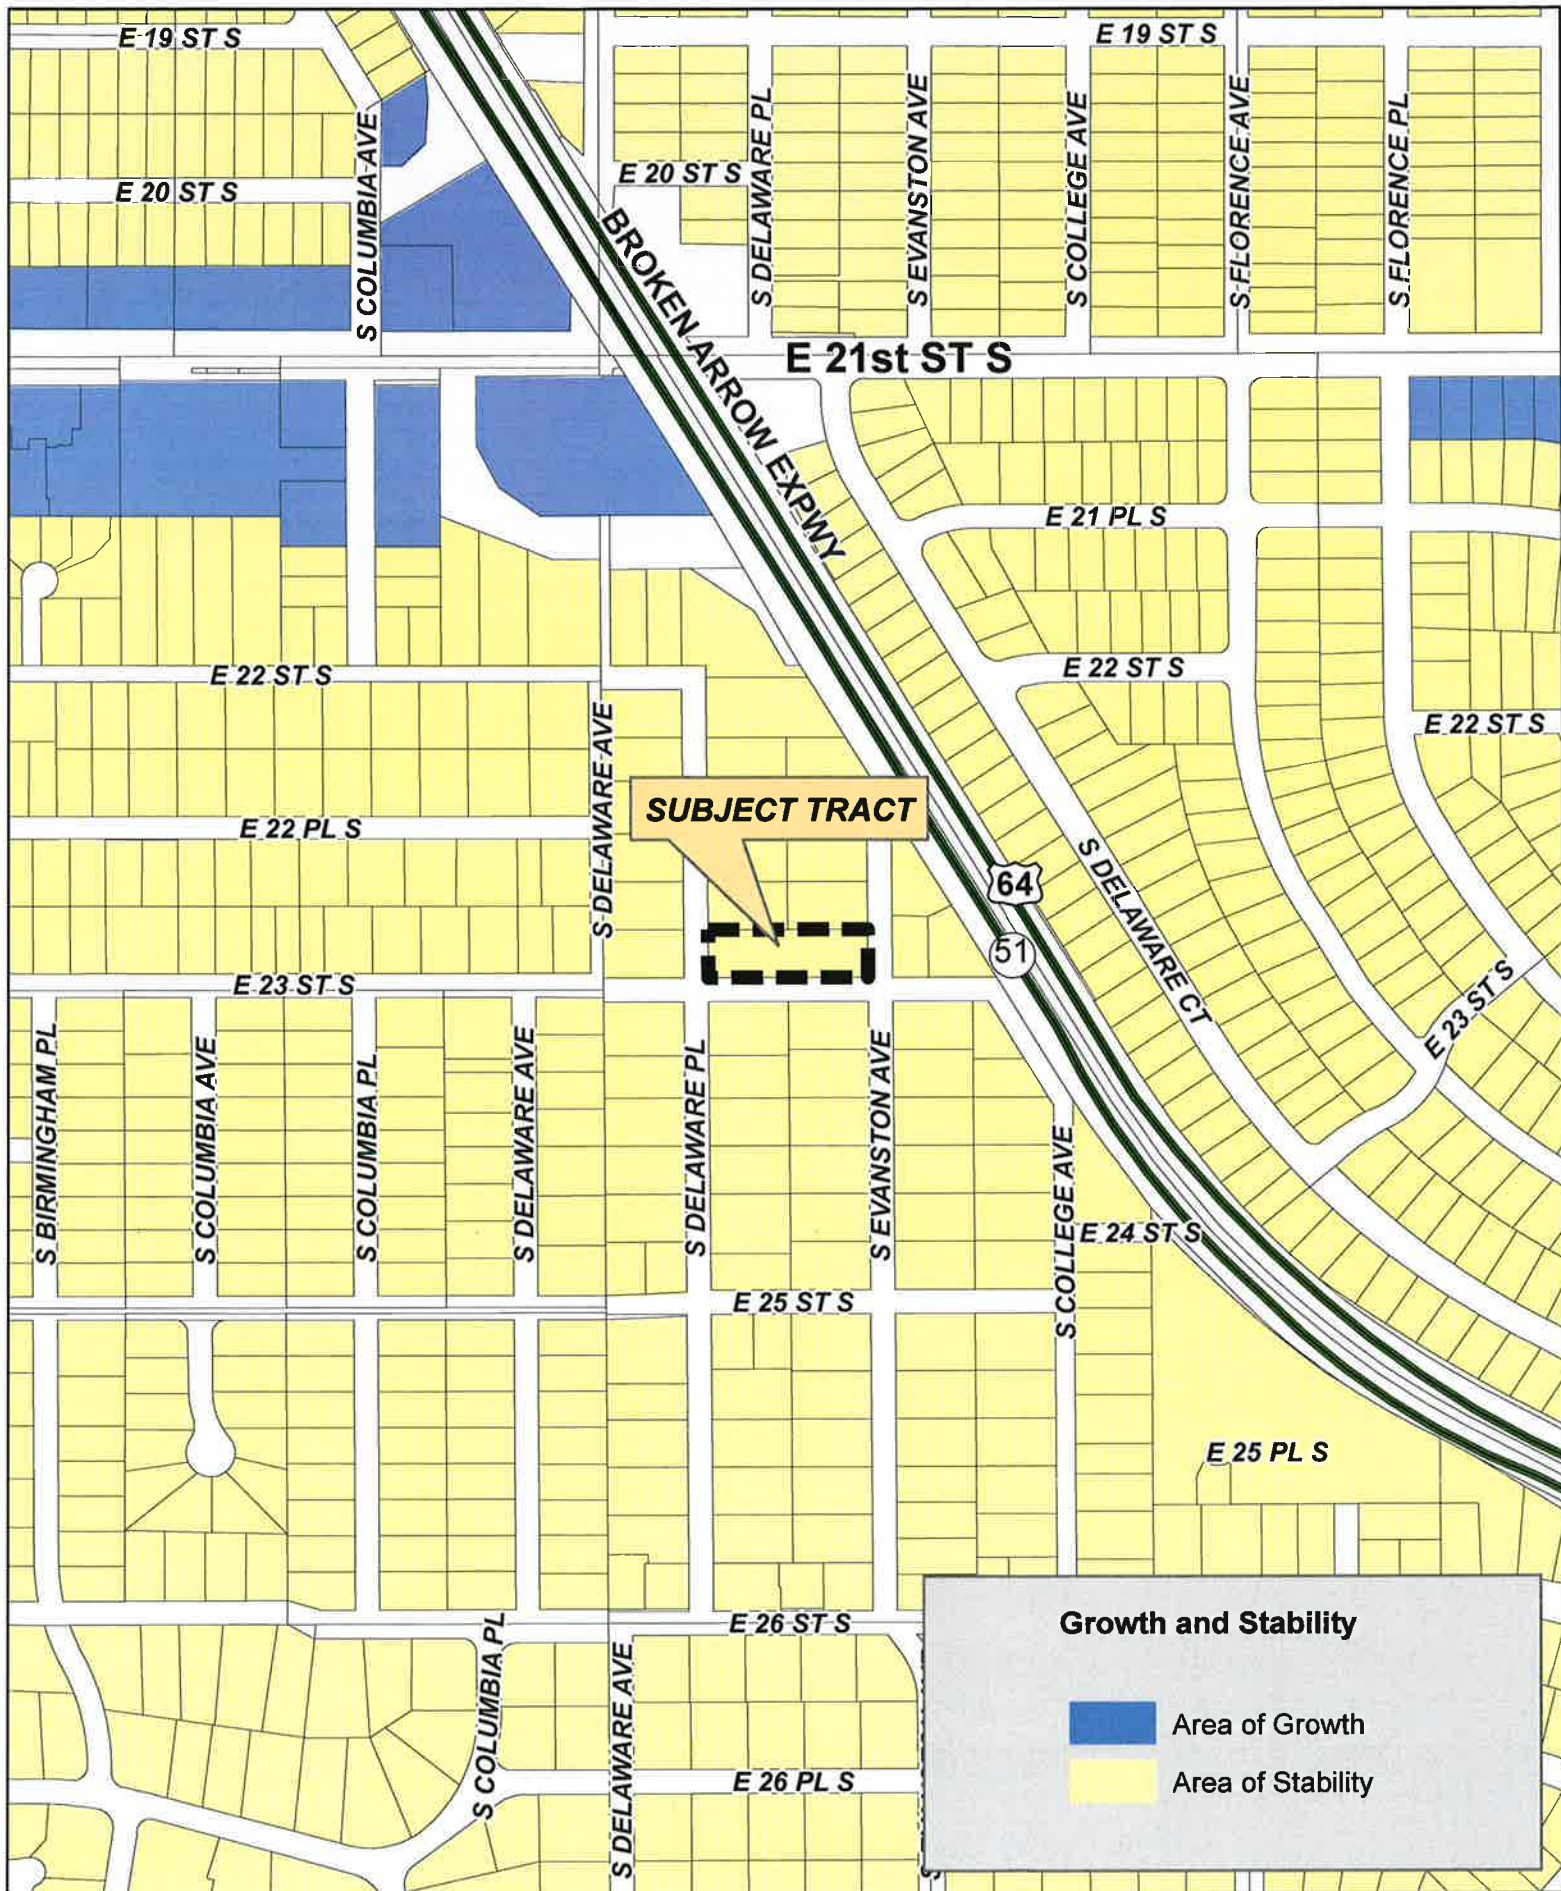 E 19 ST S
E 19 ST S
S COLUMBIA AVE
E 20 ST S
E 20 ST S
S DELAWARE PL
S EVANSTON AVE
S COLLEGE AVE
S FLORENCE AVE
S FLORENCE PL
BROKEN ARROW EXPWY
E 21st ST S
E 21 PL S
E 22 ST S
E 22 ST S
E 22 ST S
S DELAWARE AVE
SUBJECT TRACT
E 22 PL S
64
51
S DELAWARE CT
E 23 ST S
E 23 ST S
S BIRMINGHAM PL
S COLUMBIA AVE
S COLUMBIA PL
S DELAWARE AVE
S DELAWARE PL
S EVANSTON AVE
S COLLEGE AVE
E 24 ST S
E 25 ST S
E 25 PL S
E 26 ST S
S COLUMBIA PL
S DELAWARE AVE
E 26 PL S
Growth and Stability
Area of Growth
Area of Stability